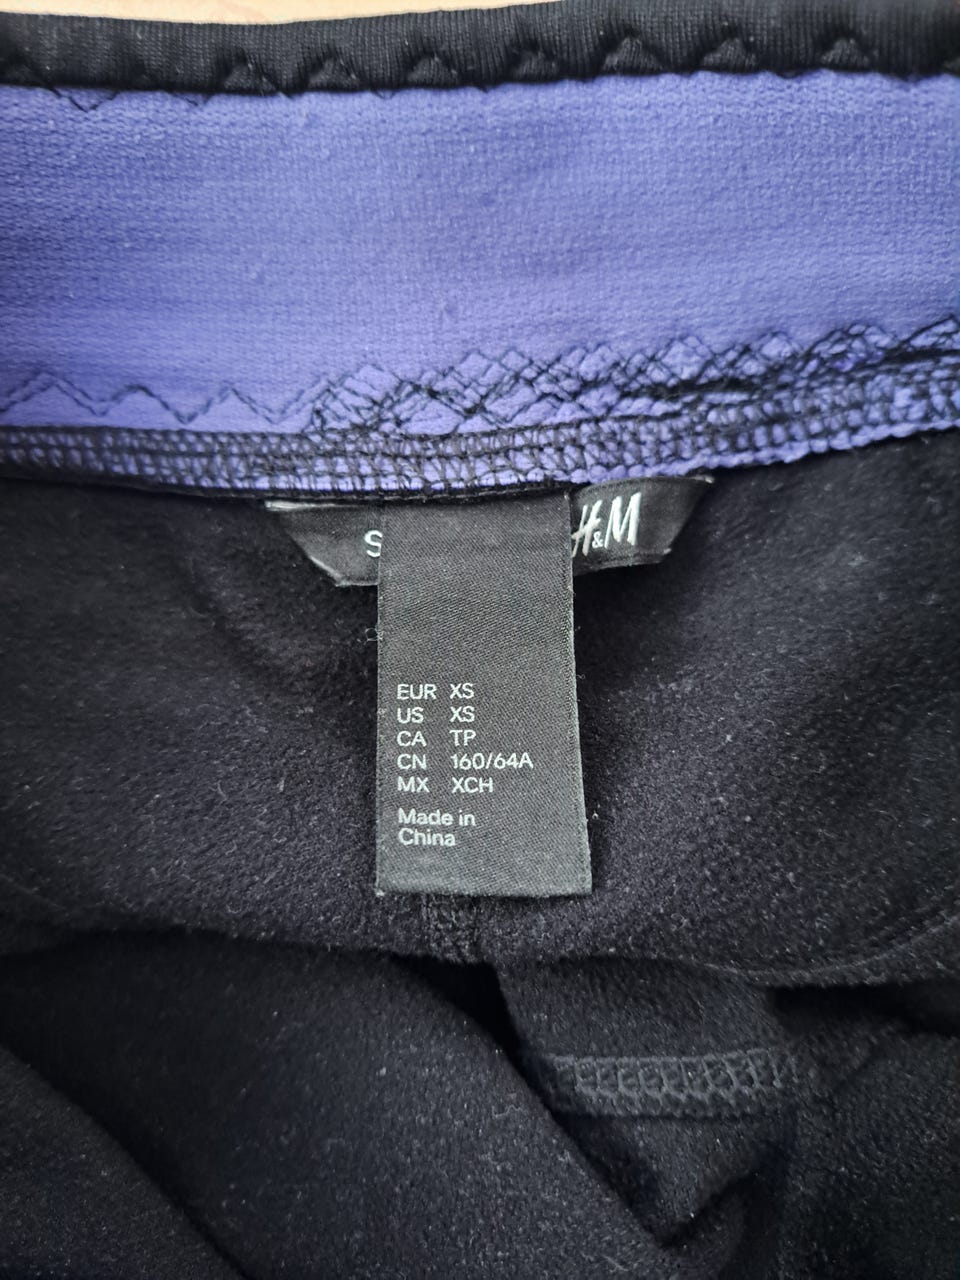 H&M
EUR XS
US XS
CA TP
CN 160/64A
MX XCH
Made in
China